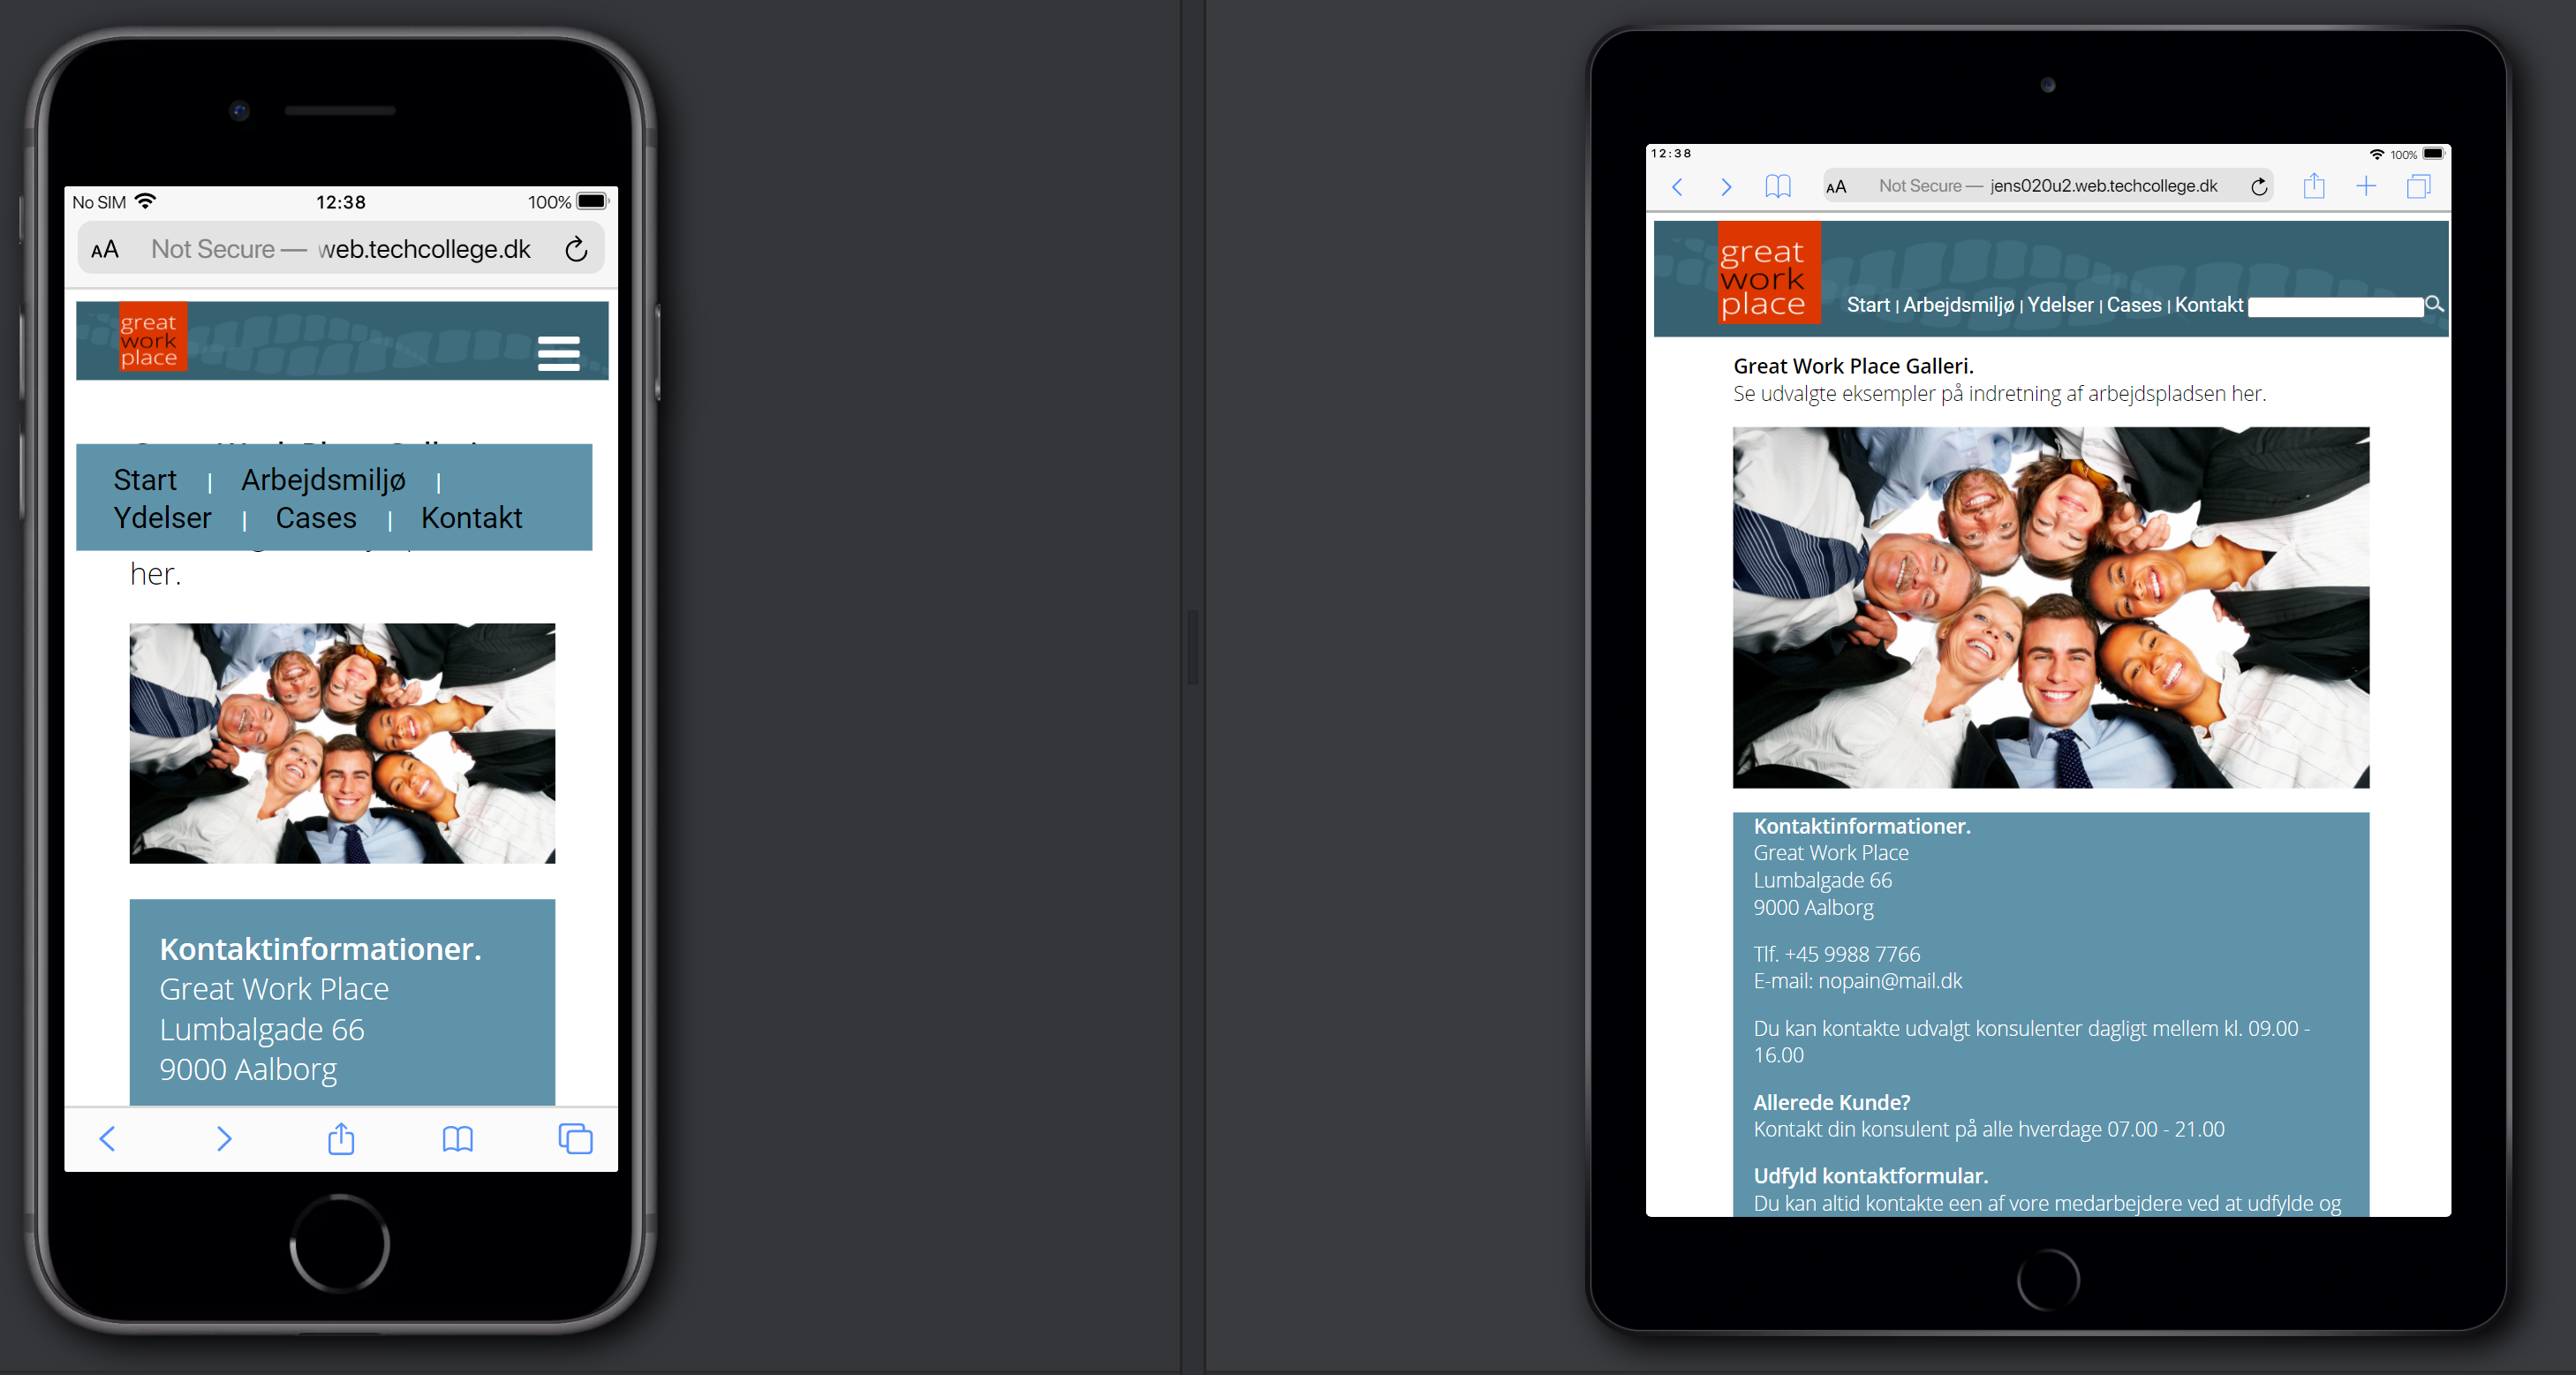 No SIM 12:38 100%
AA Not Secure — web.techcollege.dk
great
work
place
Start | Arbejdsmiljø |
Ydelser | Cases | Kontakt
her.
Kontaktinformationer.
Great Work Place
Lumbalgade 66
9000 Aalborg
12:38 100%
AA Not Secure — jens020u2.web.techcollege.dk
great
work
place
Start | Arbejdsmiljø | Ydelser | Cases | Kontakt
Great Work Place Galleri.
Se udvalgte eksempler på indretning af arbejdspladsen her.
Kontaktinformationer.
Great Work Place
Lumbalgade 66
9000 Aalborg
Tlf. +45 9988 7766
E-mail: nopain@mail.dk
Du kan kontakte udvalgt konsulenter dagligt mellem kl. 09.00 -
16.00
Allerede Kunde?
Kontakt din konsulent på alle hverdage 07.00 - 21.00
Udfyld kontaktformular.
Du kan altid kontakte een af vore medarbejdere ved at udfylde og